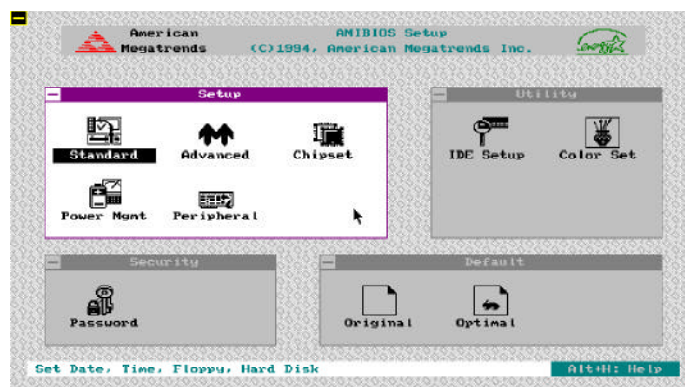 American AMIBIOS Setup
Megatrends (C)1994, American Megatrends Inc.
Setup
Utility
Standard Advanced Chipset
IDE Setup Color Set
Power Mgmt Peripheral
Security
Default
Password
Original Optimal
Set Date, Time, Floppy, Hard Disk Alt+H: Help